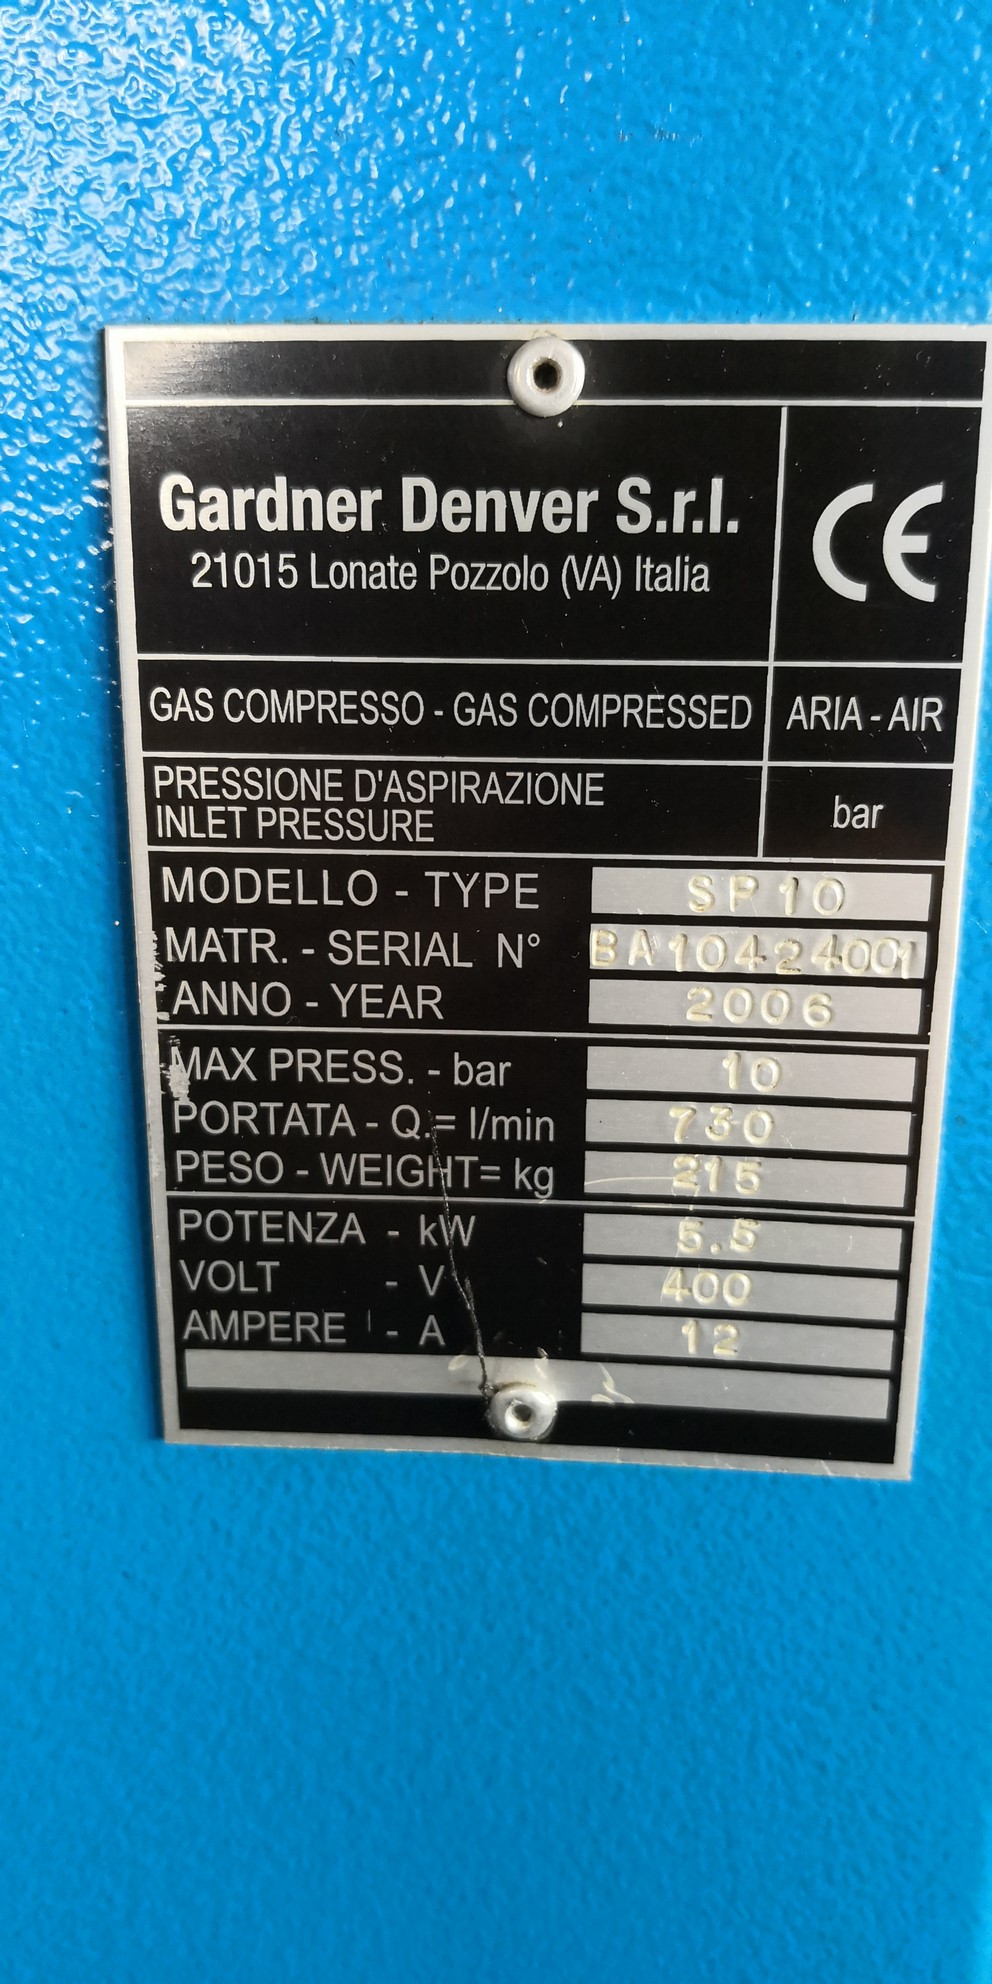 Gardner Denver S.r.l.
21015 Lonate Pozzolo (VA) Italia
CE
GAS COMPRESSO - GAS COMPRESSED ARIA - AIR
PRESSIONE D'ASPIRAZIONE
INLET PRESSURE
bar
MODELLO - TYPE SP10
MATR. - SERIAL N° BA10424001
ANNO - YEAR 2006
MAX PRESS. - bar 10
PORTATA - Q.= l/min 730
PESO - WEIGHT= kg 215
POTENZA - kW 5.5
VOLT - V 400
AMPERE - A 12